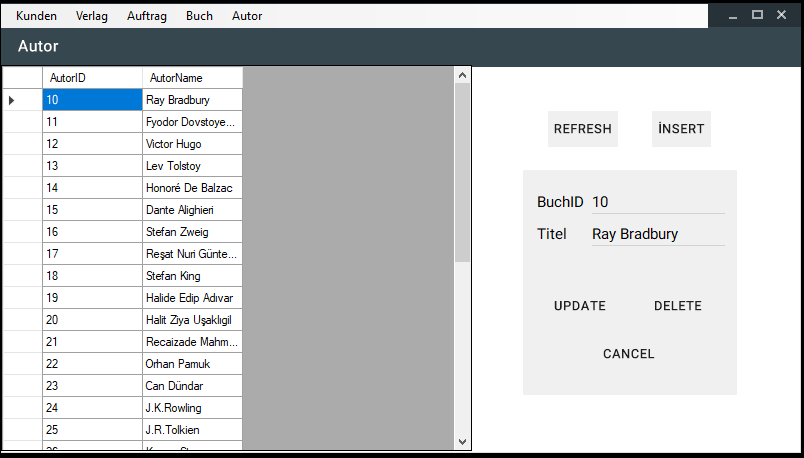 Kunden Verlag Auftrag Buch Autor
Autor
AutorID AutorName
10 Ray Bradbury
11 Fyodor Dovstoye...
12 Victor Hugo
13 Lev Tolstoy
14 Honoré De Balzac
15 Dante Alighieri
16 Stefan Zweig
17 Reşat Nuri Günte...
18 Stefan King
19 Halide Edip Adıvar
20 Halit Ziya Uşaklıgil
21 Recaizade Mahm...
22 Orhan Pamuk
23 Can Dündar
24 J.K.Rowling
25 J.R.Tolkien
REFRESH İNSERT
BuchID 10
Titel Ray Bradbury
UPDATE DELETE
CANCEL